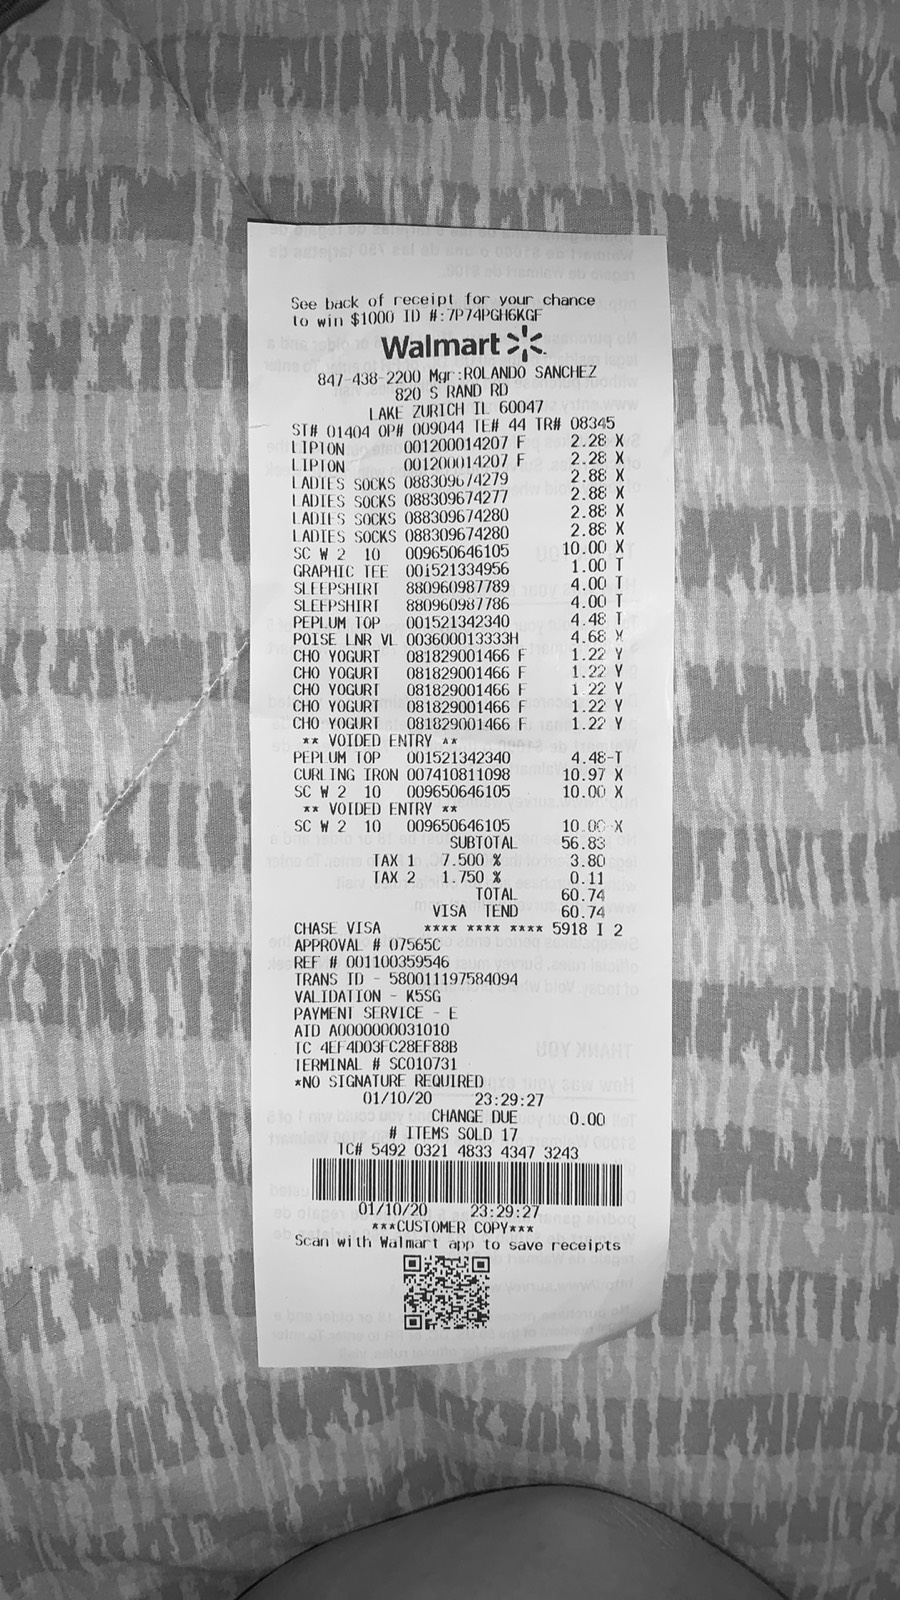 See back of receipt for your chance
to win $1000 ID #:7P74PGH6KGF
Walmart
847-438-2200 Mgr:ROLANDO SANCHEZ
820 S RAND RD
LAKE ZURICH IL 60047
ST# 01404 OP# 009044 TE# 44 TR# 08345
LIPTON 001200014207 F 2.28 X
LIPTON 001200014207 F 2.28 X
LADIES SOCKS 088309674279 2.88 X
LADIES SOCKS 088309674277 2.88 X
LADIES SOCKS 088309674280 2.88 X
LADIES SOCKS 088309674280 2.88 X
SC W 2 10 009650646105 10.00 X
GRAPHIC TEE 001521334956 1.00 T
SLEEPSHIRT 880960987789 4.00 T
SLEEPSHIRT 880960987786 4.00 T
PEPLUM TOP 001521342340 4.48 T
POISE LNR VL 003600013333H 4.68 X
CHO YOGURT 081829001466 F 1.22 Y
CHO YOGURT 081829001466 F 1.22 Y
CHO YOGURT 081829001466 F 1.22 Y
CHO YOGURT 081829001466 F 1.22 Y
CHO YOGURT 081829001466 F 1.22 Y
** VOIDED ENTRY **
PEPLUM TOP 001521342340 4.48-T
CURLING IRON 007410811098 10.97 X
SC W 2 10 009650646105 10.00 X
** VOIDED ENTRY **
SC W 2 10 009650646105 10.00-X
SUBTOTAL 56.83
TAX 1 7.500 % 3.80
TAX 2 1.750 % 0.11
TOTAL 60.74
VISA TEND 60.74
CHASE VISA **** **** **** 5918 I 2
APPROVAL # 07565C
REF # 001100359546
TRANS ID - 580011197584094
VALIDATION - K5SG
PAYMENT SERVICE - E
AID A0000000031010
TC 4EF4D03FC28EF88B
TERMINAL # SC010731
*NO SIGNATURE REQUIRED
01/10/20 23:29:27
CHANGE DUE 0.00
# ITEMS SOLD 17
TC# 5492 0321 4833 4347 3243
01/10/20 23:29:27
***CUSTOMER COPY***
Scan with Walmart app to save receipts